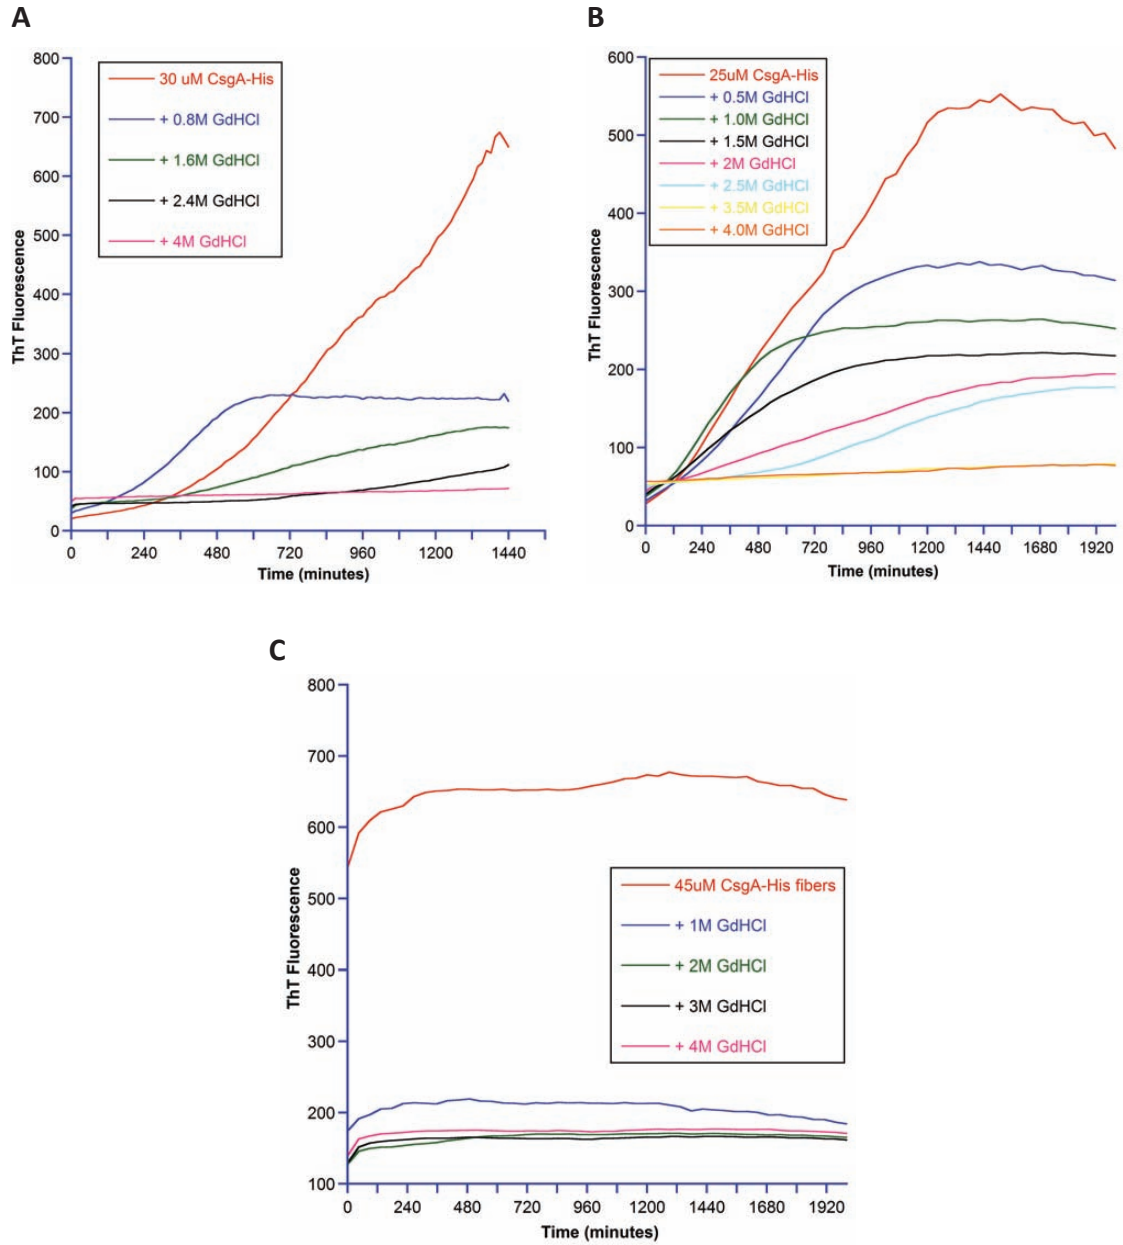 A
B
800
700
600
500
400
300
200
100
0
ThT Fluorescence
0 240 480 720 960 1200 1440
Time (minutes)
30 uM CsgA-His
+ 0.8M GdHCl
+ 1.6M GdHCl
+ 2.4M GdHCl
+ 4M GdHCl
600
500
400
300
200
100
0
ThT Fluorescence
0 240 480 720 960 1200 1440 1680 1920
Time (minutes)
25uM CsgA-His
+ 0.5M GdHCl
+ 1.0M GdHCl
+ 1.5M GdHCl
+ 2M GdHCl
+ 2.5M GdHCl
+ 3.5M GdHCl
+ 4.0M GdHCl
C
800
700
600
500
400
300
200
100
ThT Fluorescence
0 240 480 720 960 1200 1440 1680 1920
Time (minutes)
45uM CsgA-His fibers
+ 1M GdHCl
+ 2M GdHCl
+ 3M GdHCl
+ 4M GdHCl